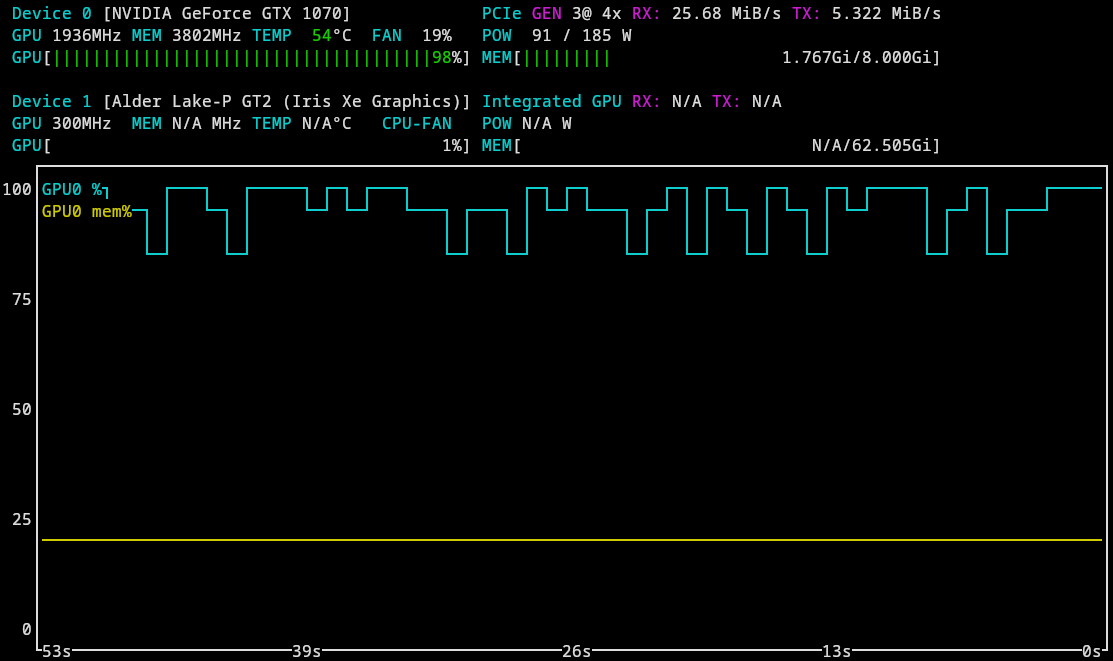 Device 0 [NVIDIA GeForce GTX 1070] PCIe GEN 3@ 4x RX: 25.68 MiB/s TX: 5.322 MiB/s
GPU 1936MHz MEM 3802MHz TEMP 54°C FAN 19% POW 91 / 185 W
GPU[||||||||||||||||||||||||||||||||||||||98%] MEM[||||||||| 1.767Gi/8.000Gi]
Device 1 [Alder Lake-P GT2 (Iris Xe Graphics)] Integrated GPU RX: N/A TX: N/A
GPU 300MHz MEM N/A MHz TEMP N/A°C CPU-FAN POW N/A W
GPU[ 1%] MEM[ N/A/62.505Gi]
100 GPU0 %
GPU0 mem%
75
50
25
0
53s 39s 26s 13s 0s